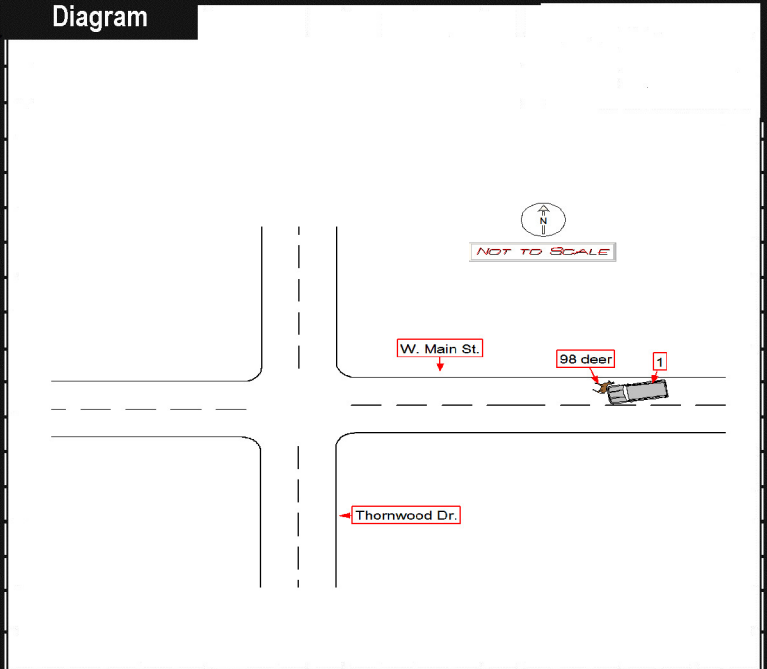 Diagram
N
NOT TO SCALE
W. Main St.
98 deer
1
Thornwood Dr.